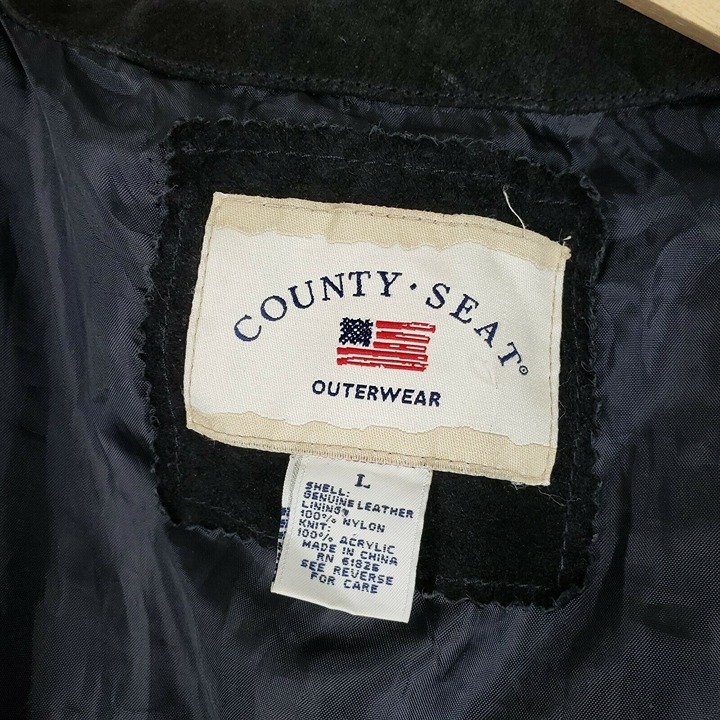 COUNTY · SEAT®
OUTERWEAR
L
SHELL:
GENUINE LEATHER
LINING:
100% NYLON
KNIT:
100% ACRYLIC
MADE IN CHINA
RN 61826
SEE REVERSE
FOR CARE